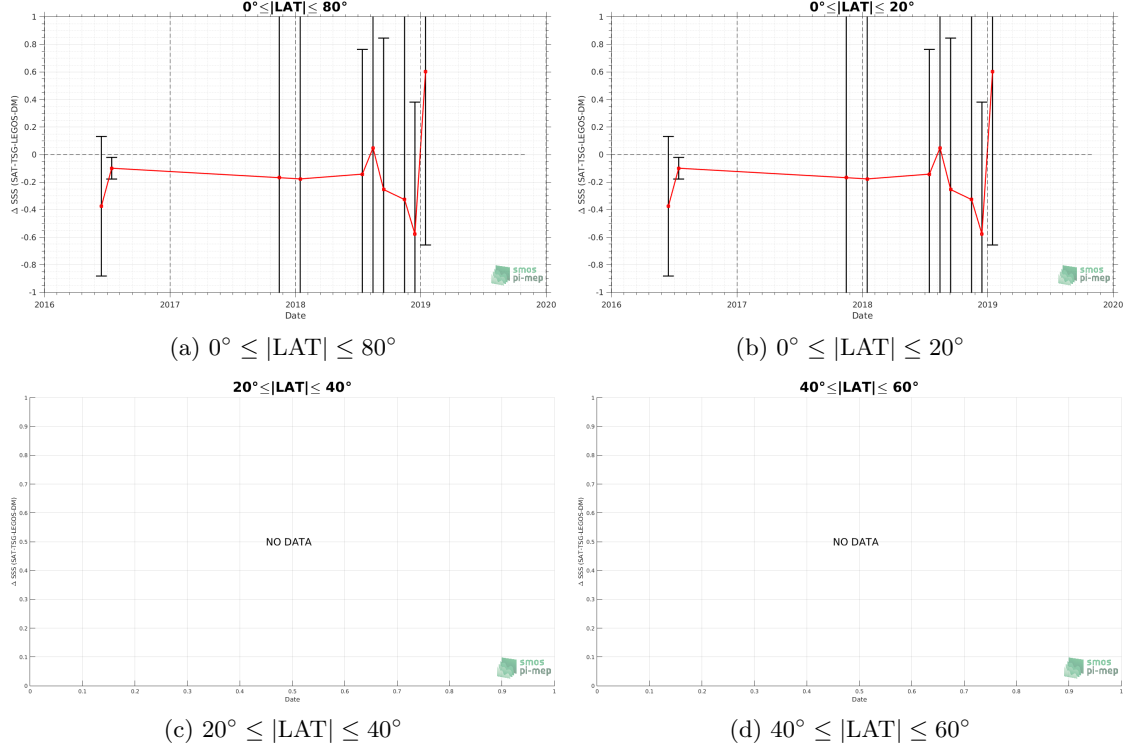 0°≤|LAT|≤ 80°
1
0.8
0.6
0.4
0.2
0
-0.2
-0.4
-0.6
-0.8
-1
Δ SSS (SAT-TSG-LEGOS-DM)
2016 2017 2018 2019 2020
Date
smos
pi-mep
(a) 0° ≤ |LAT| ≤ 80°
0°≤|LAT|≤ 20°
1
0.8
0.6
0.4
0.2
0
-0.2
-0.4
-0.6
-0.8
-1
Δ SSS (SAT-TSG-LEGOS-DM)
2016 2017 2018 2019 2020
Date
smos
pi-mep
(b) 0° ≤ |LAT| ≤ 20°
20°≤|LAT|≤ 40°
1
0.9
0.8
0.7
0.6
0.5
0.4
0.3
0.2
0.1
0
Δ SSS (SAT-TSG-LEGOS-DM)
NO DATA
0 0.1 0.2 0.3 0.4 0.5 0.6 0.7 0.8 0.9 1
Date
smos
pi-mep
(c) 20° ≤ |LAT| ≤ 40°
40°≤|LAT|≤ 60°
1
0.9
0.8
0.7
0.6
0.5
0.4
0.3
0.2
0.1
0
Δ SSS (SAT-TSG-LEGOS-DM)
NO DATA
0 0.1 0.2 0.3 0.4 0.5 0.6 0.7 0.8 0.9 1
Date
smos
pi-mep
(d) 40° ≤ |LAT| ≤ 60°